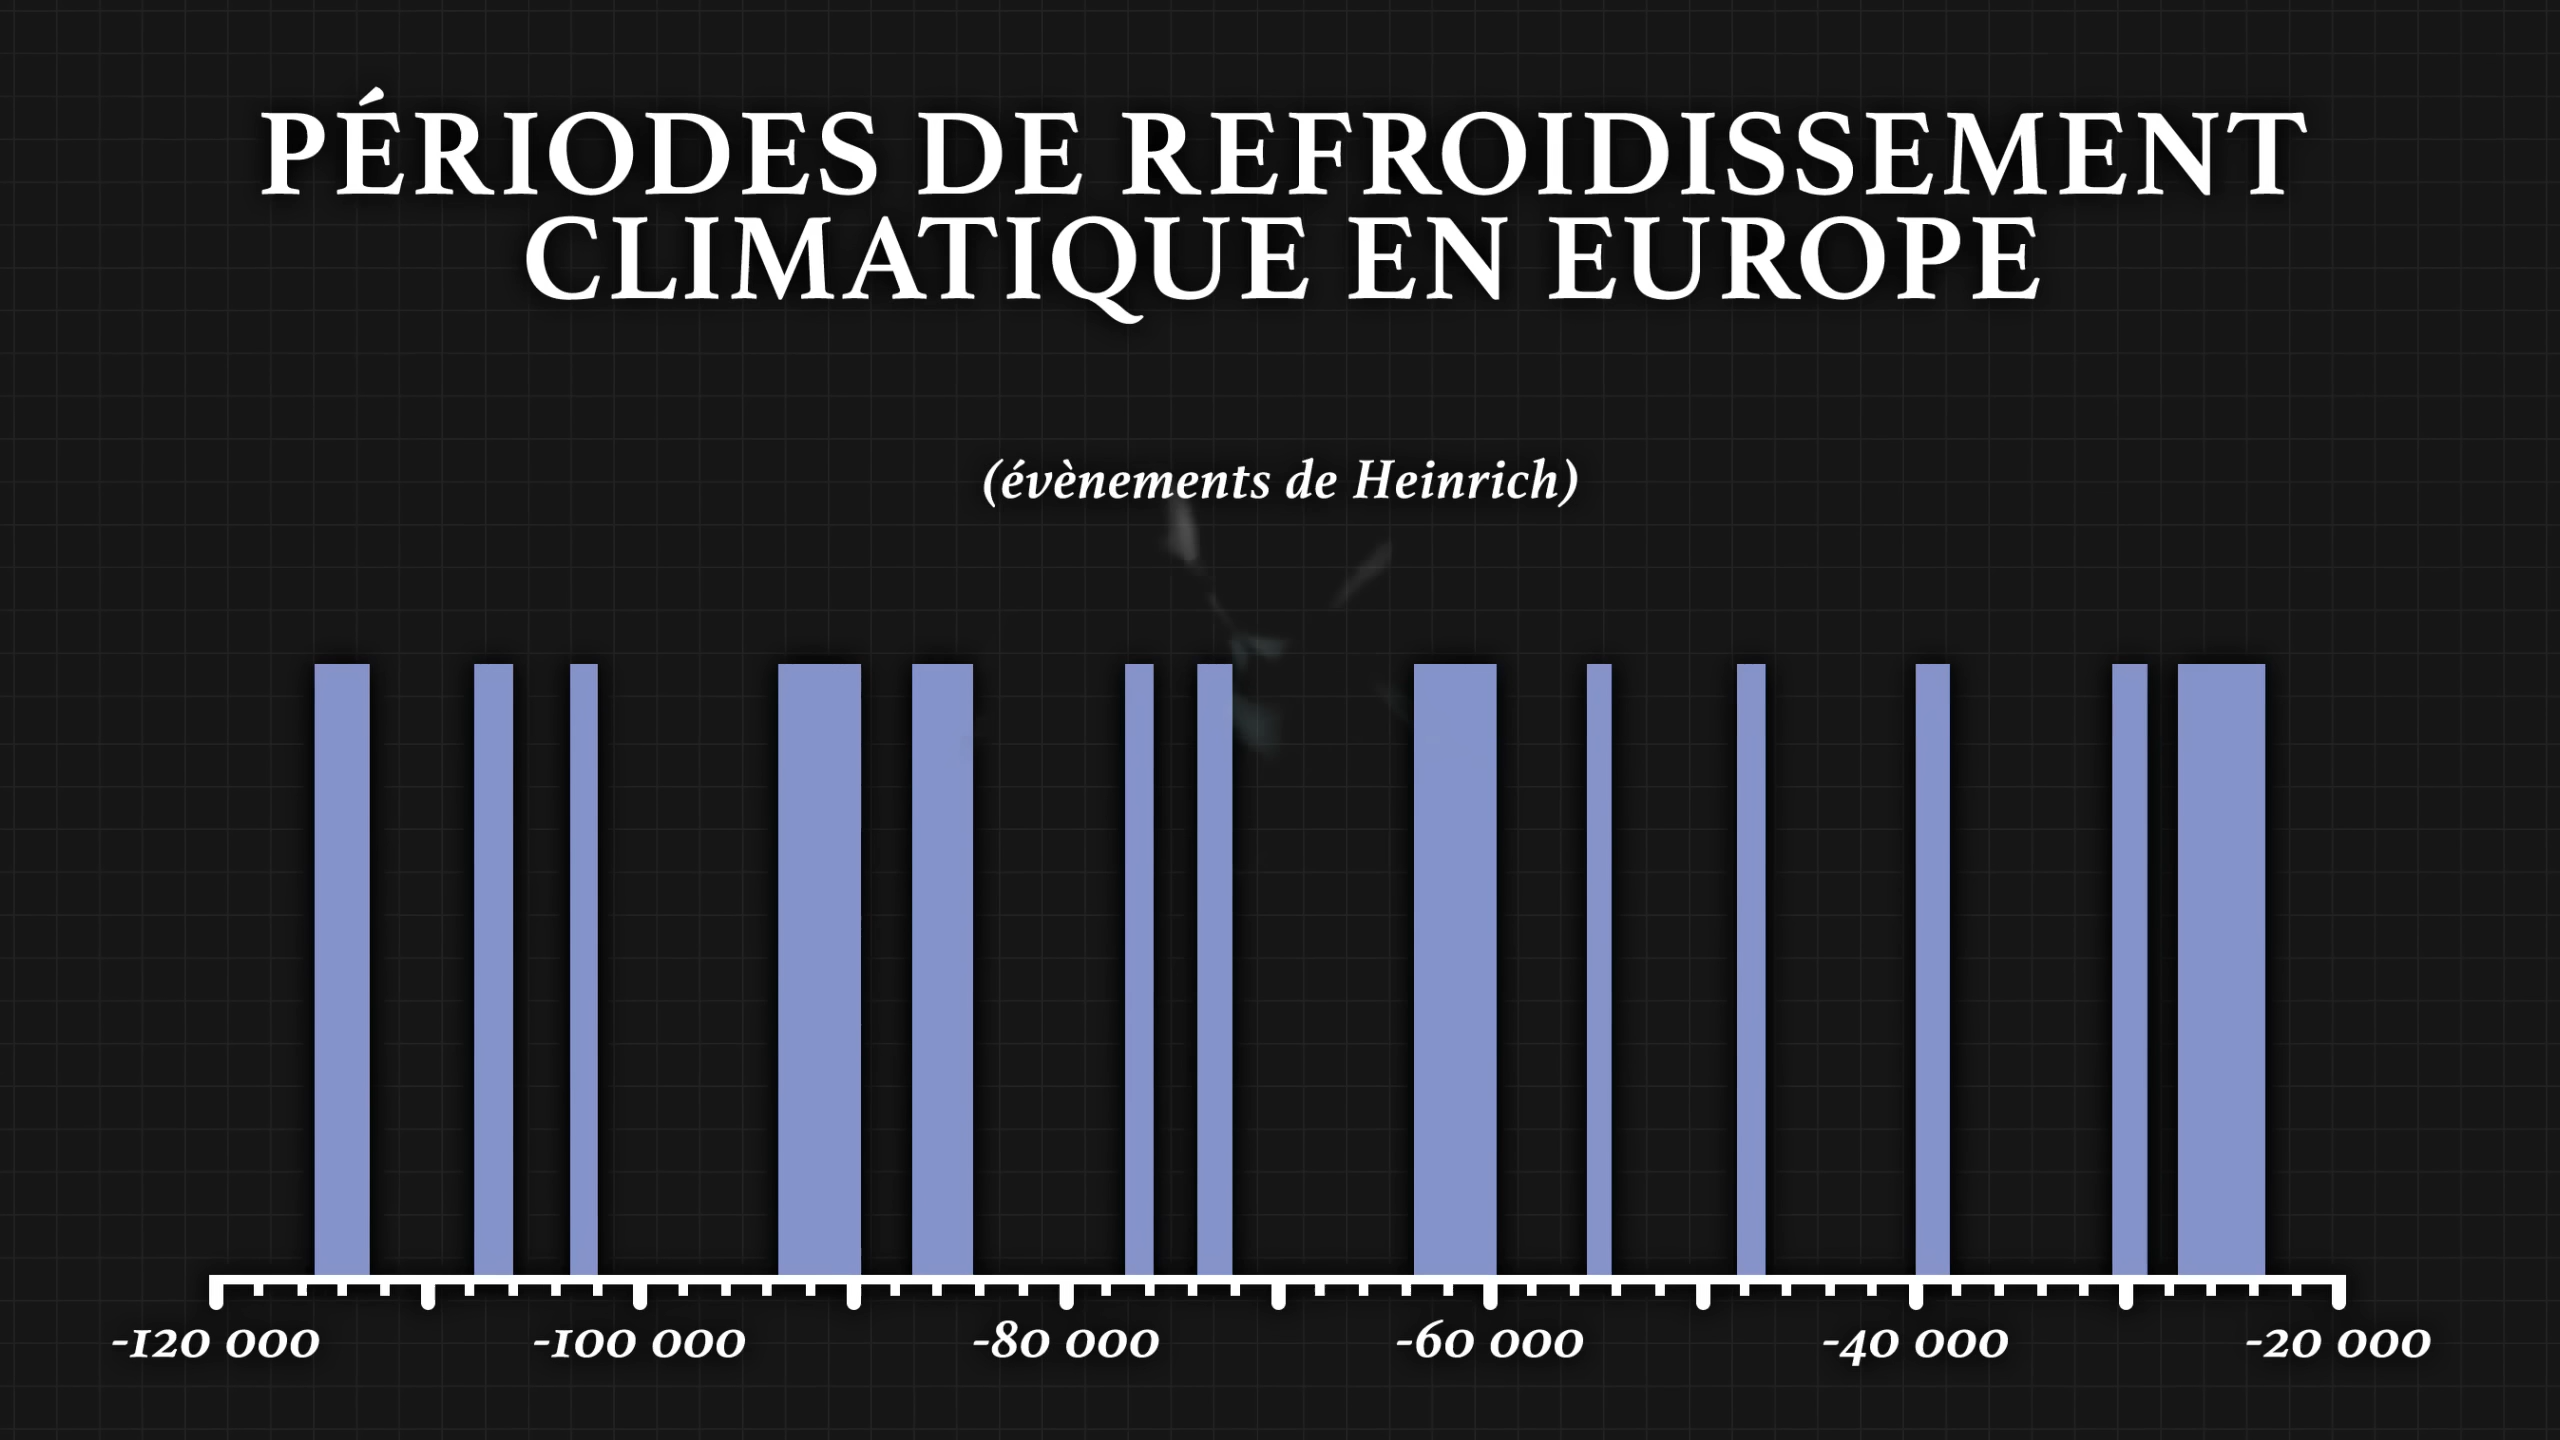 PÉRIODES DE REFROIDISSEMENT
CLIMATIQUE EN EUROPE
(évènements de Heinrich)
-120 000 -100 000 -80 000 -60 000 -40 000 -20 000